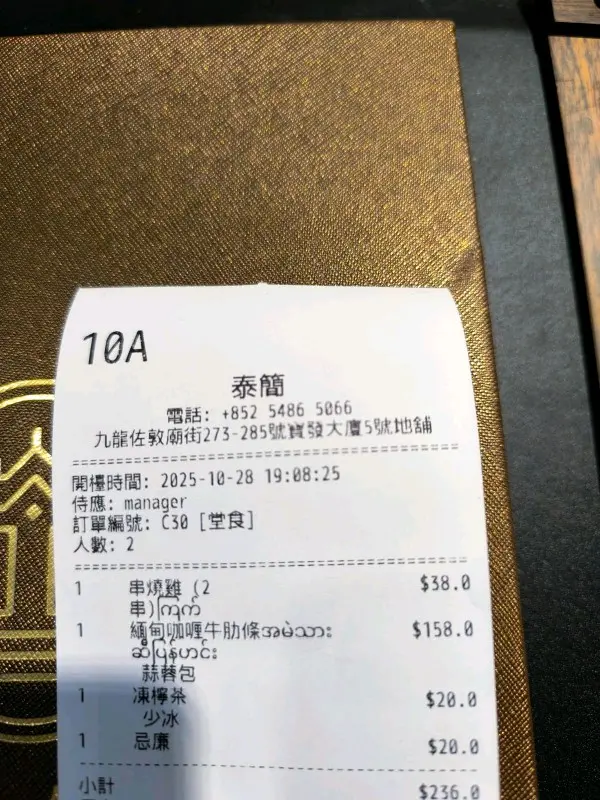 10A
泰簡
電話: +852 5486 5066
九龍佐敦廟街273-285號寶發大廈5號地舖
開檯時間: 2025-10-28 19:08:25
侍應: manager
訂單編號: C30 [堂食]
人數: 2
1 串燒雞 (2 $38.0
串)ကြက်
1 緬甸咖喱牛肋條အမဲသား $158.0
ဆီပြန်ဟင်း
蒜蓉包
1 凍檸茶 $20.0
少冰
1 忌廉 $20.0
小計 $236.0